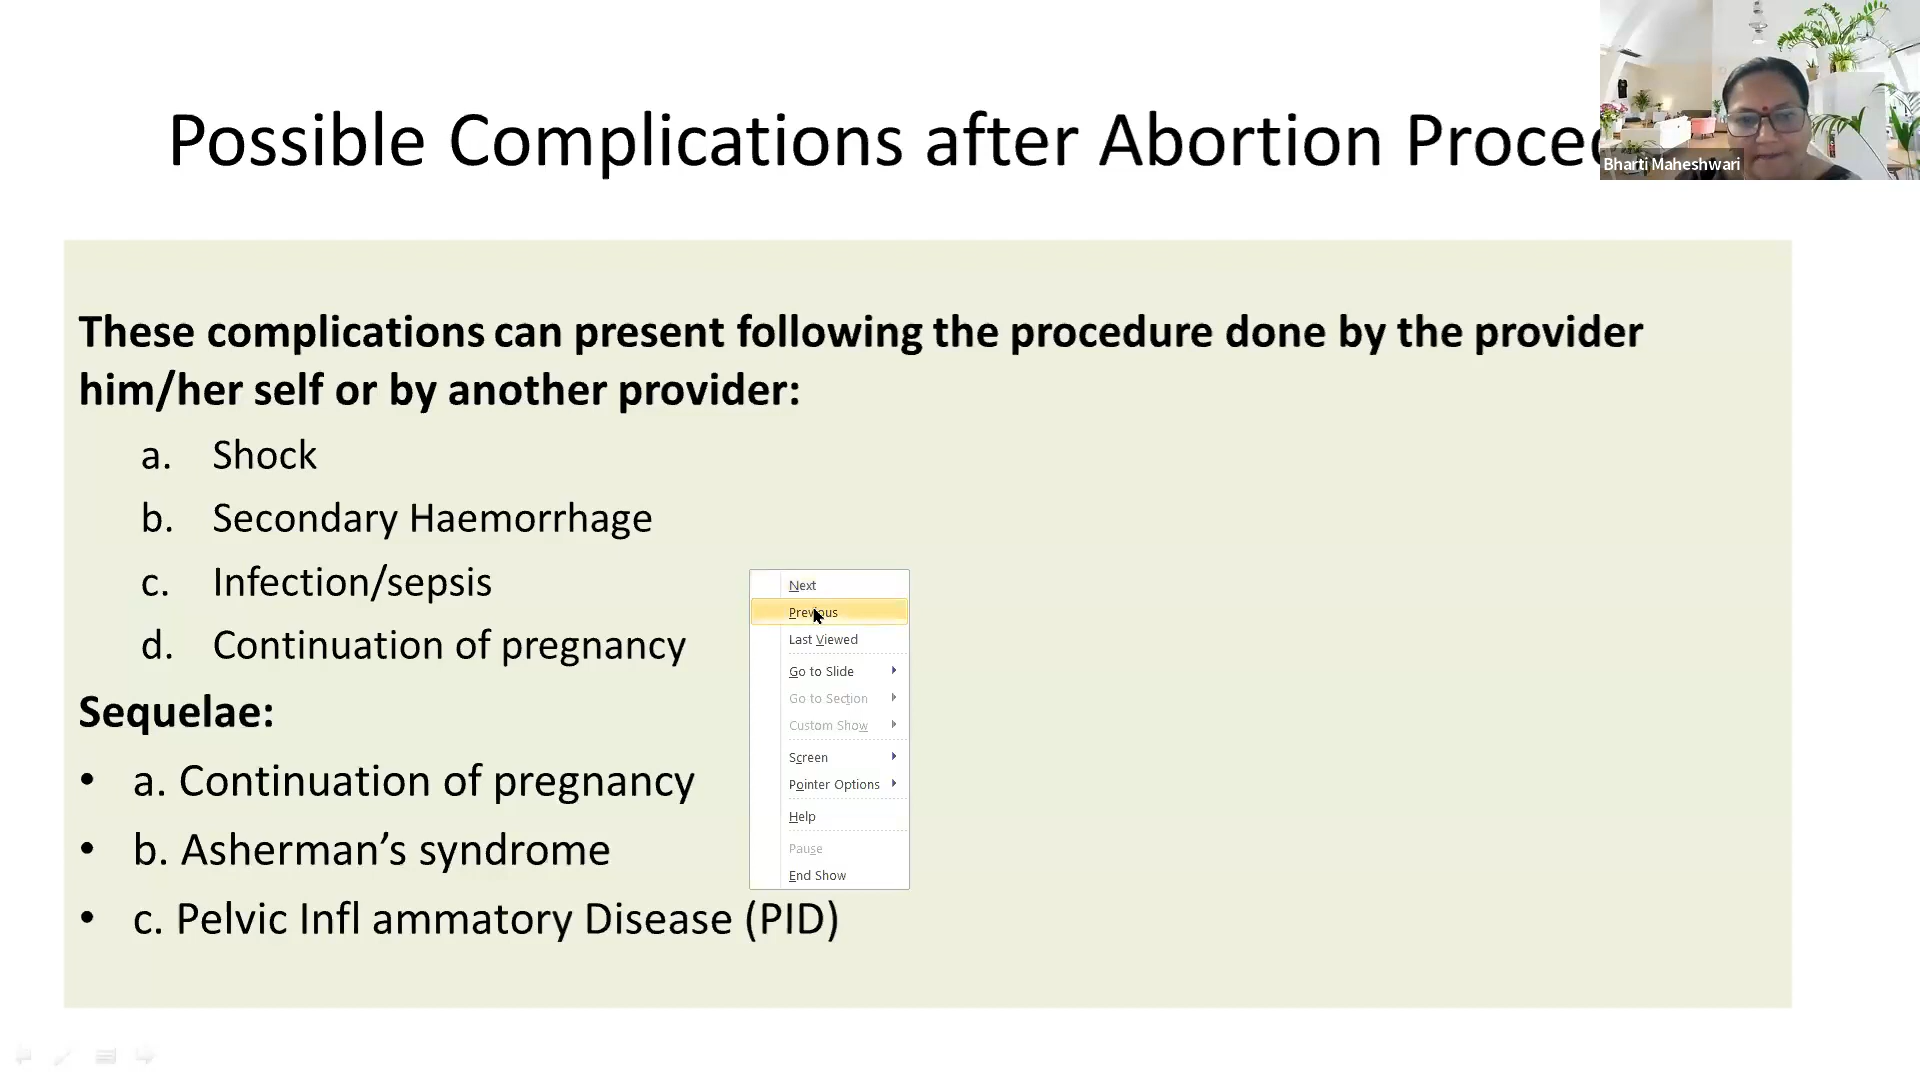 Possible Complications after Abortion
Bharti Maheshwari
These complications can present following the procedure done by the provider
him/her self or by another provider:
a. Shock
b. Secondary Haemorrhage
c. Infection/sepsis
d. Continuation of pregnancy
Sequelae:
• a. Continuation of pregnancy
• b. Asherman’s syndrome
• c. Pelvic Infl ammatory Disease (PID)
Next
Previous
Last Viewed
Go to Slide
Go to Section
Custom Show
Screen
Pointer Options
Help
Pause
End Show